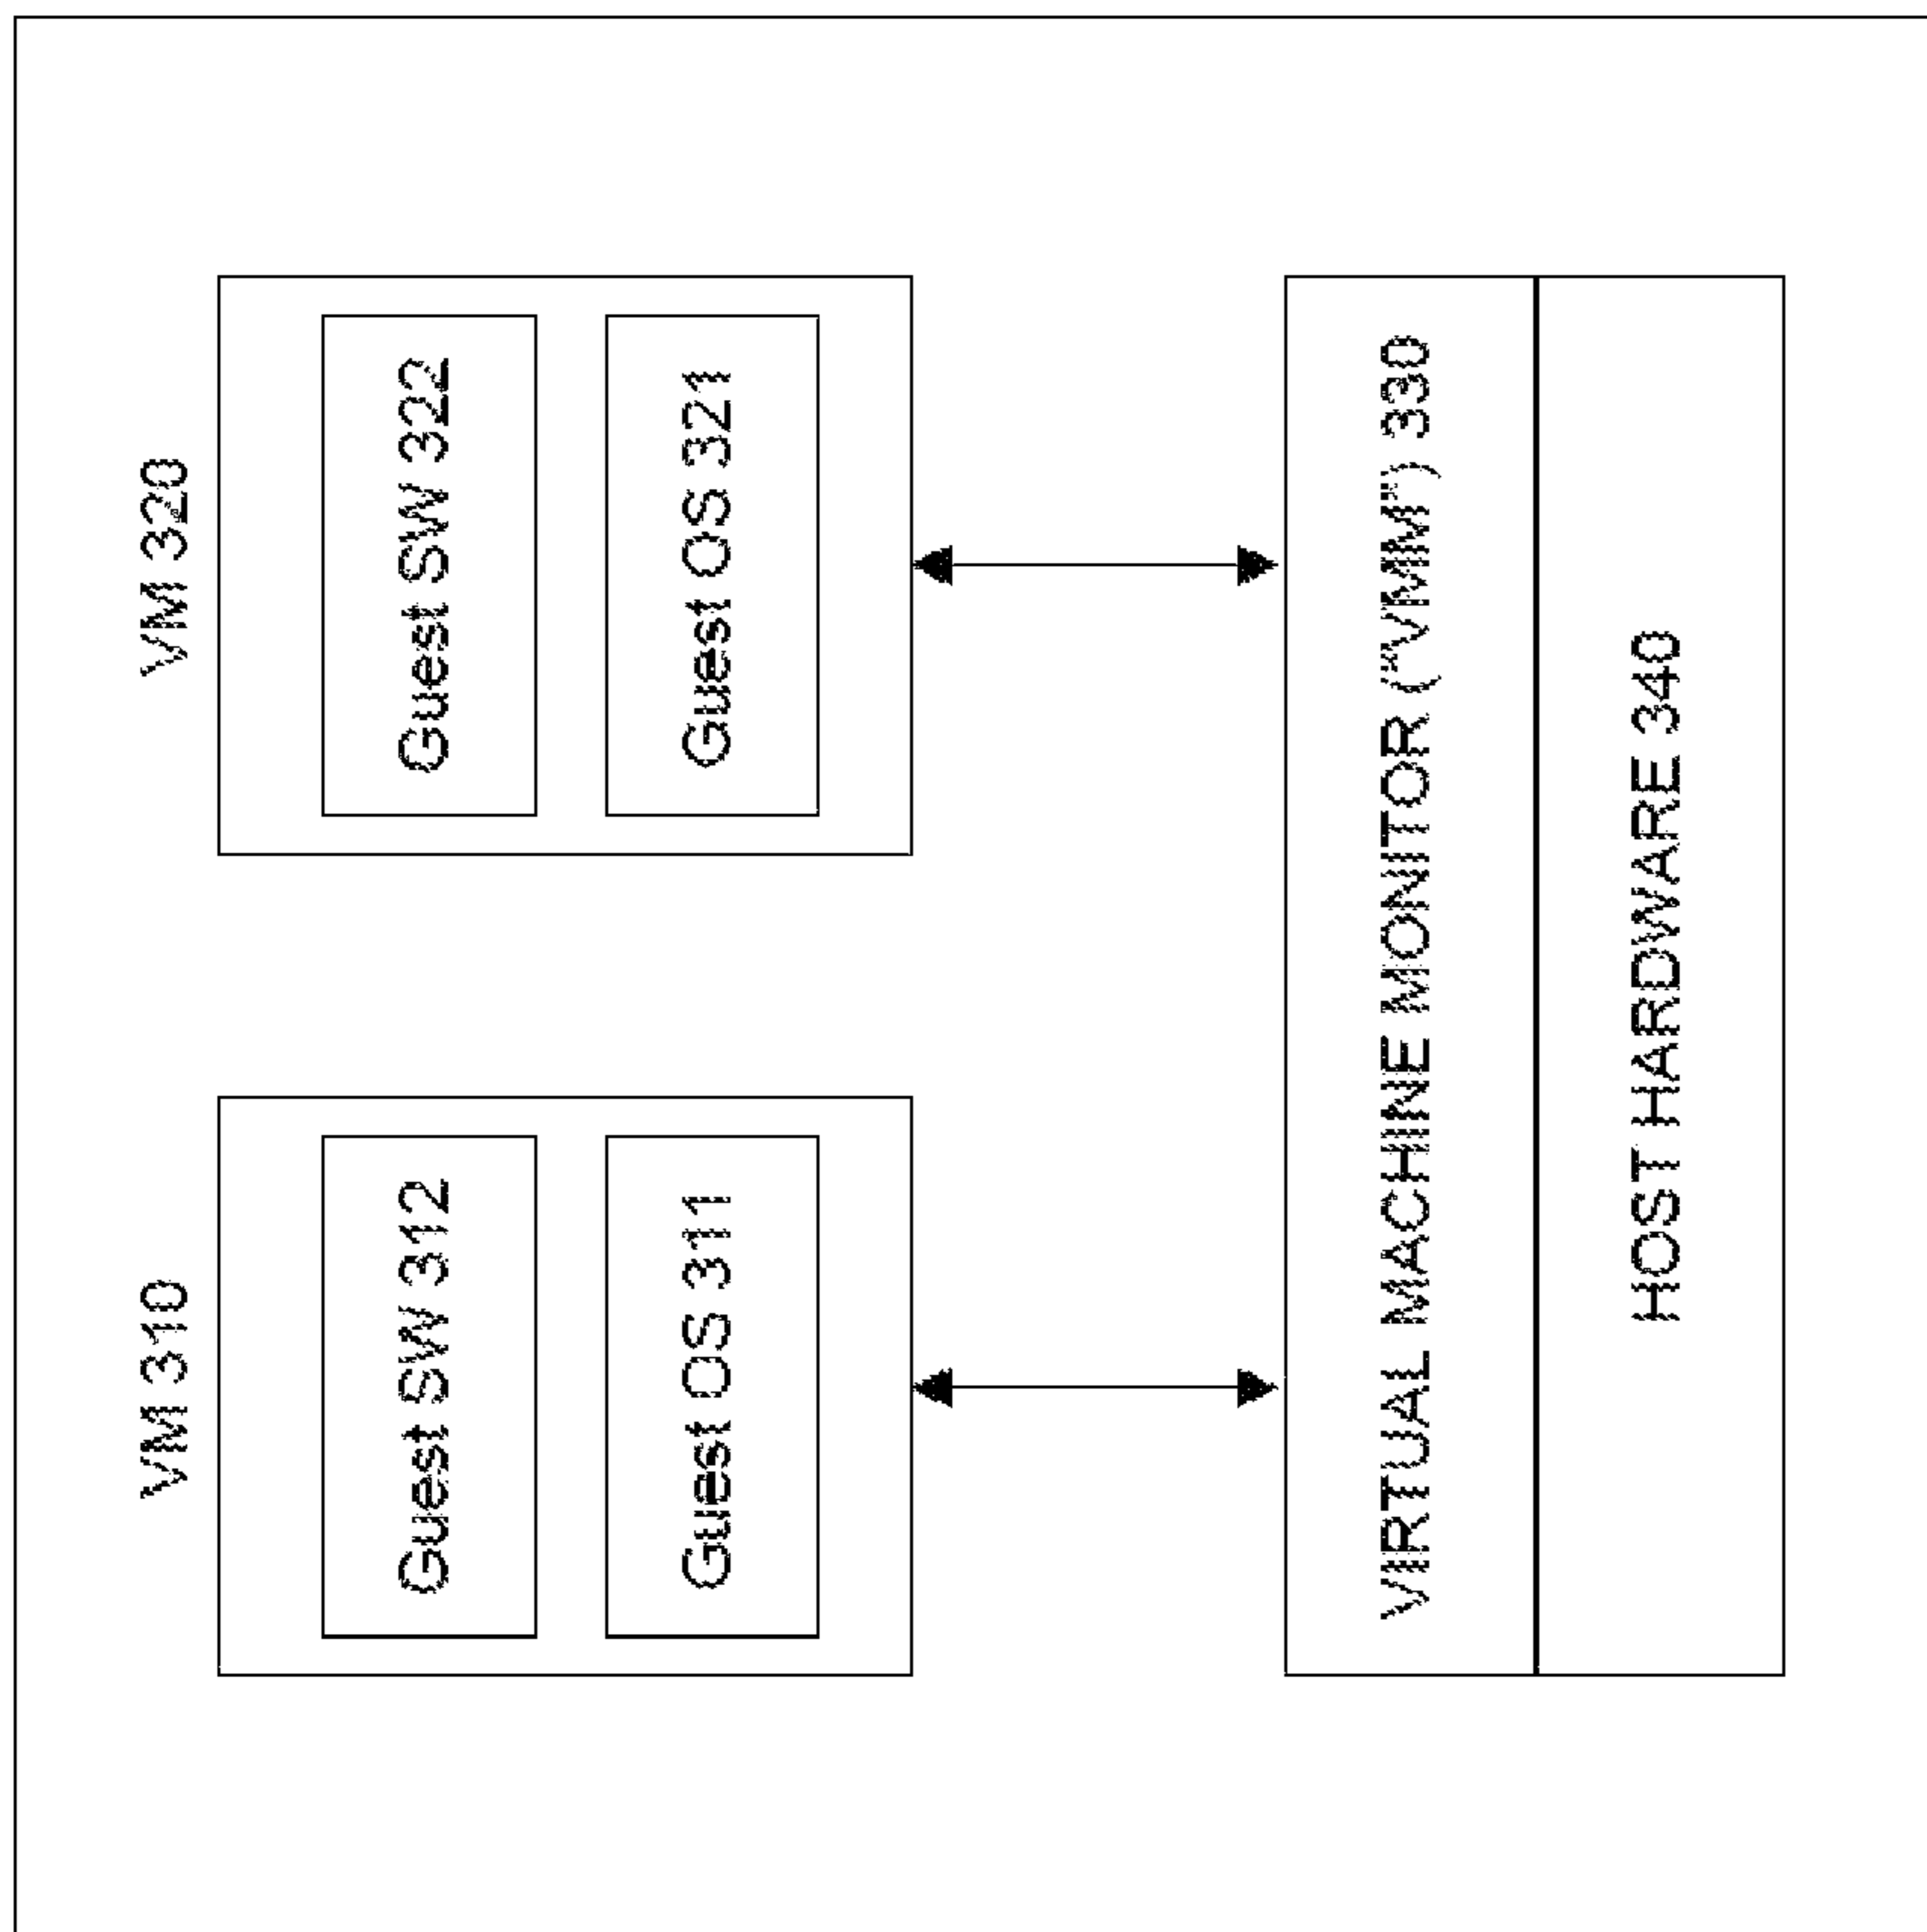 VM 310
VM 320
Guest SW 312
Guest SW 322
Guest OS 311
Guest OS 321
VIRTUAL MACHINE MONITOR (“VMM”) 330
HOST HARDWARE 340